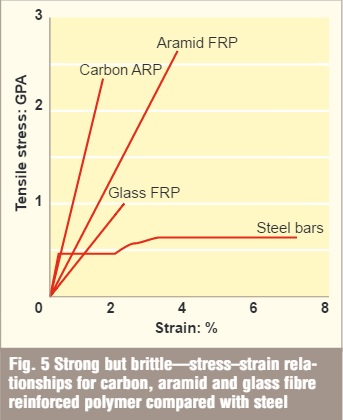 3
Aramid FRP
Carbon ARP
2
Tensile stress: GPA
Glass FRP
1
Steel bars
0 2 4 6 8
Strain: %
Fig. 5 Strong but brittle—stress–strain rela-
tionships for carbon, aramid and glass fibre
reinforced polymer compared with steel